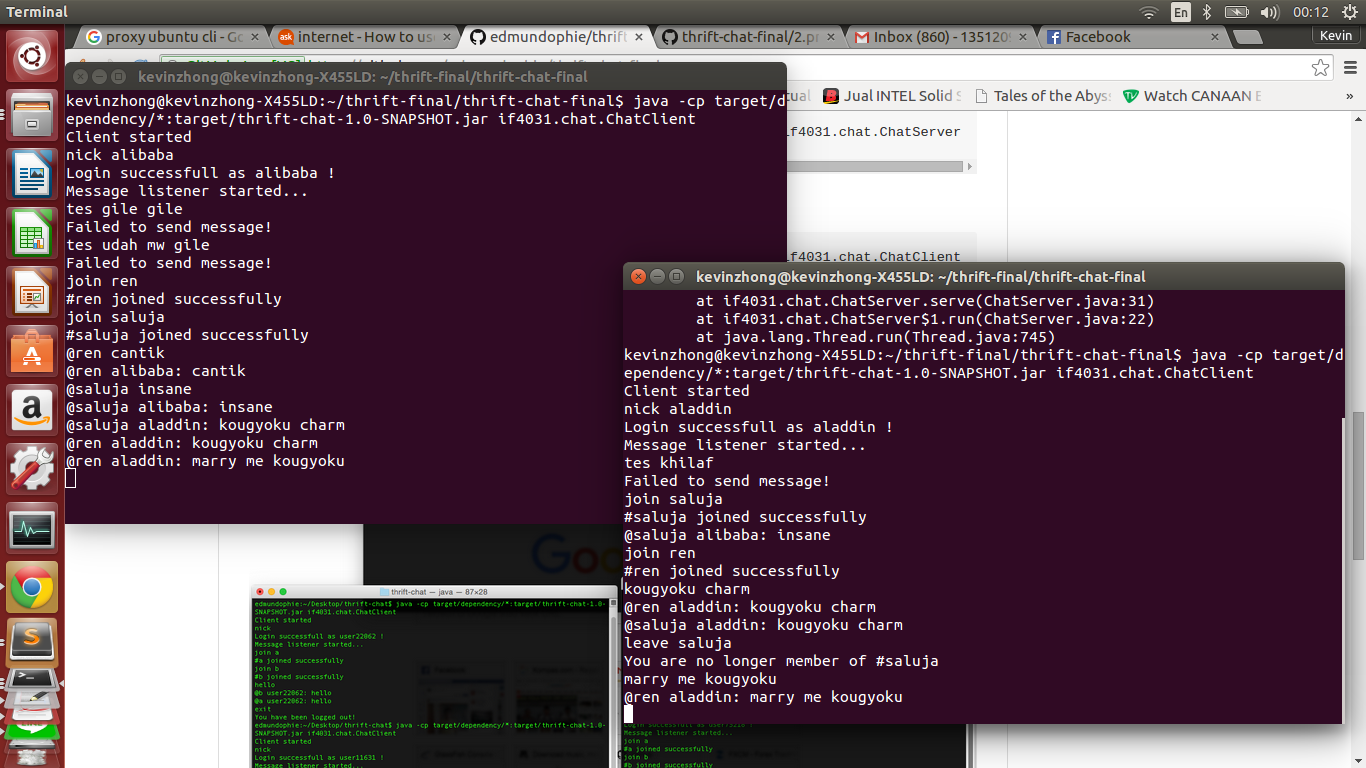 Terminal
En
00:12
proxy ubuntu cli - Go
internet - How to us
edmundophie/thrift
thrift-chat-final/2.pr
Inbox (860) - 135120
Facebook
Kevin
Jual INTEL Solid S
Tales of the Abyss
Watch CANAAN E
»
if4031.chat.ChatServer
if4031.chat.ChatClient
kevinzhong@kevinzhong-X455LD: ~/thrift-final/thrift-chat-final
kevinzhong@kevinzhong-X455LD:~/thrift-final/thrift-chat-final$ java -cp target/d
ependency/*:target/thrift-chat-1.0-SNAPSHOT.jar if4031.chat.ChatClient
Client started
nick alibaba
Login successfull as alibaba !
Message listener started...
tes gile gile
Failed to send message!
tes udah mw gile
Failed to send message!
join ren
#ren joined successfully
join saluja
#saluja joined successfully
@ren cantik
@ren alibaba: cantik
@saluja insane
@saluja alibaba: insane
@saluja aladdin: kougyoku charm
@ren aladdin: kougyoku charm
@ren aladdin: marry me kougyoku
kevinzhong@kevinzhong-X455LD: ~/thrift-final/thrift-chat-final
at if4031.chat.ChatServer.serve(ChatServer.java:31)
at if4031.chat.ChatServer$1.run(ChatServer.java:22)
at java.lang.Thread.run(Thread.java:745)
kevinzhong@kevinzhong-X455LD:~/thrift-final/thrift-chat-final$ java -cp target/d
ependency/*:target/thrift-chat-1.0-SNAPSHOT.jar if4031.chat.ChatClient
Client started
nick aladdin
Login successfull as aladdin !
Message listener started...
tes khilaf
Failed to send message!
join saluja
#saluja joined successfully
@saluja alibaba: insane
join ren
#ren joined successfully
kougyoku charm
@ren aladdin: kougyoku charm
@saluja aladdin: kougyoku charm
leave saluja
You are no longer member of #saluja
marry me kougyoku
@ren aladdin: marry me kougyoku
thrift-chat — java — 87×28
edmundophie:~/Desktop/thrift-chat$ java -cp target/dependency/*:target/thrift-chat-1.0-
SNAPSHOT.jar if4031.chat.ChatClient
Client started
nick
Login successfull as user22062 !
Message listener started...
join a
#a joined successfully
join b
#b joined successfully
hello
@b user22062: hello
@a user22062: hello
exit
You have been logged out!
edmundophie:~/Desktop/thrift-chat$ java -cp target/dependency/*:target/thrift-chat-1.0-
SNAPSHOT.jar if4031.chat.ChatClient
Client started
nick
Login successfull as user11631 !
Message listener started...
Message listener started...
join a
#a joined successfully
join b
#b joined successfully